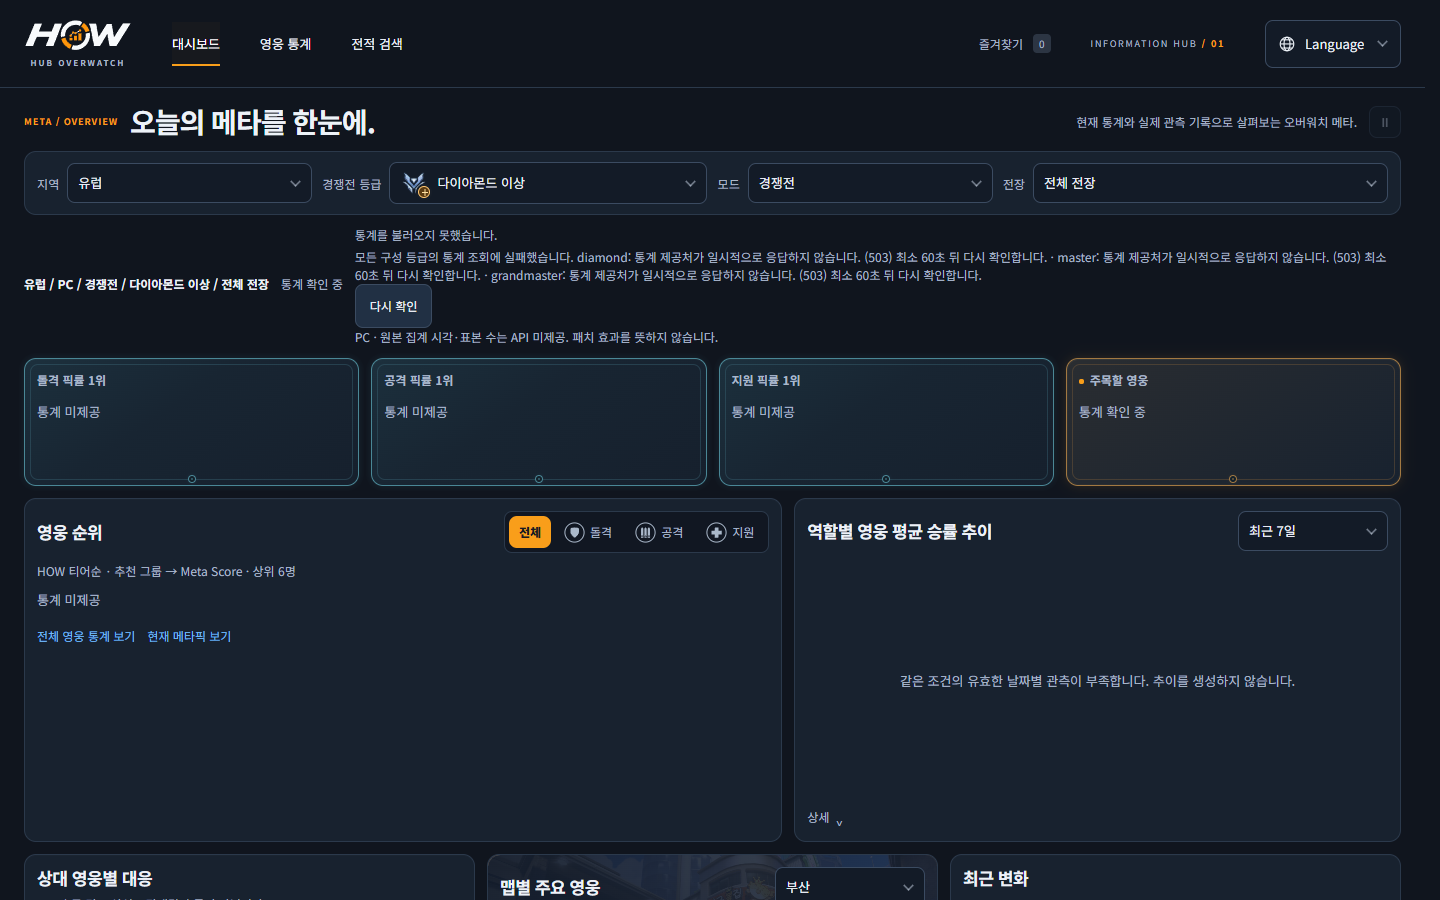 HOW
HUB OVERWATCH
대시보드
영웅 통계
전적 검색
즐겨찾기 0
INFORMATION HUB / 01
Language
META / OVERVIEW
오늘의 메타를 한눈에.
현재 통계와 실제 관측 기록으로 살펴보는 오버워치 메타.
지역
유럽
경쟁전 등급
다이아몬드 이상
모드
경쟁전
전장
전체 전장
유럽 / PC / 경쟁전 / 다이아몬드 이상 / 전체 전장
통계 확인 중
통계를 불러오지 못했습니다.
모든 구성 등급의 통계 조회에 실패했습니다. diamond: 통계 제공처가 일시적으로 응답하지 않습니다. (503) 최소 60초 뒤 다시 확인합니다. · master: 통계 제공처가 일시적으로 응답하지 않습니다. (503) 최소
60초 뒤 다시 확인합니다. · grandmaster: 통계 제공처가 일시적으로 응답하지 않습니다. (503) 최소 60초 뒤 다시 확인합니다.
다시 확인
PC · 원본 집계 시각·표본 수는 API 미제공. 패치 효과를 뜻하지 않습니다.
돌격 픽률 1위
통계 미제공
공격 픽률 1위
통계 미제공
지원 픽률 1위
통계 미제공
주목할 영웅
통계 확인 중
영웅 순위
전체
돌격
공격
지원
HOW 티어순 · 추천 그룹 → Meta Score · 상위 6명
통계 미제공
전체 영웅 통계 보기
현재 메타픽 보기
역할별 영웅 평균 승률 추이
최근 7일
같은 조건의 유효한 날짜별 관측이 부족합니다. 추이를 생성하지 않습니다.
상세
상대 영웅별 대응
맵별 주요 영웅
부산
최근 변화